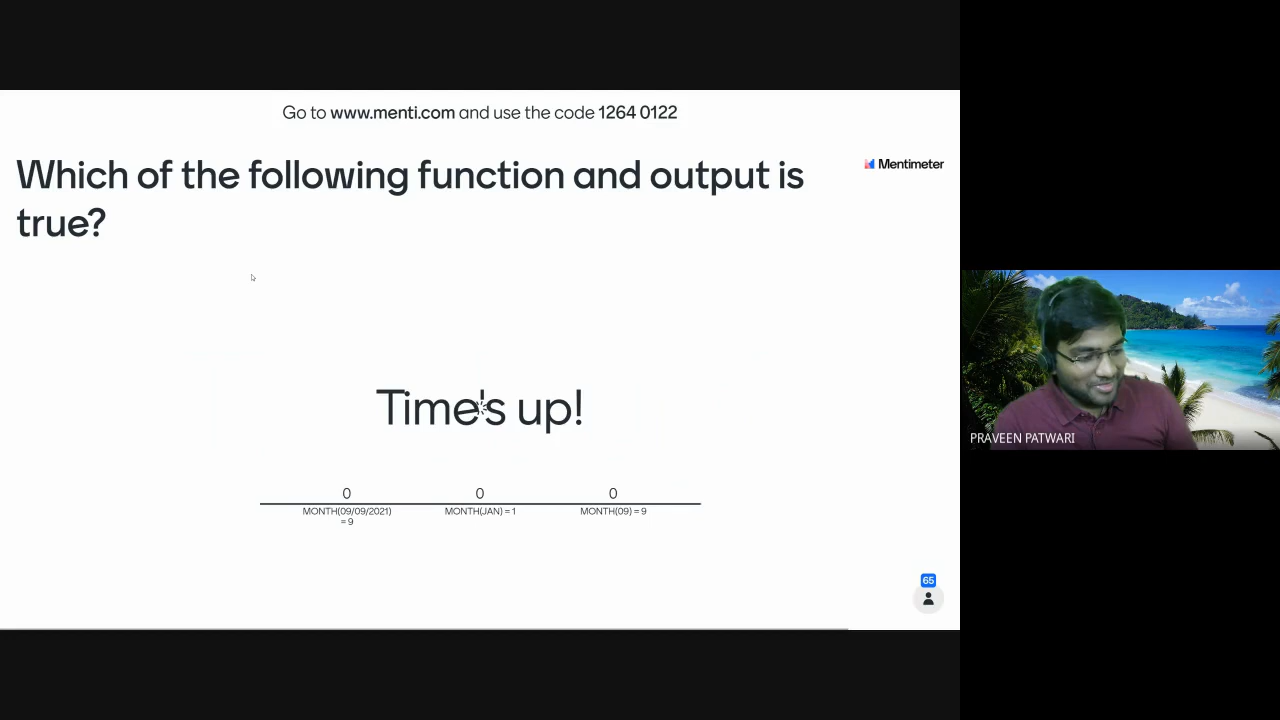 Go to www.menti.com and use the code 1264 0122
Which of the following function and output is
true?
Mentimeter
Time's up!
0 0 0
MONTH(09/09/2021) MONTH(JAN) = 1 MONTH(09) = 9
= 9
65
PRAVEEN PATWARI